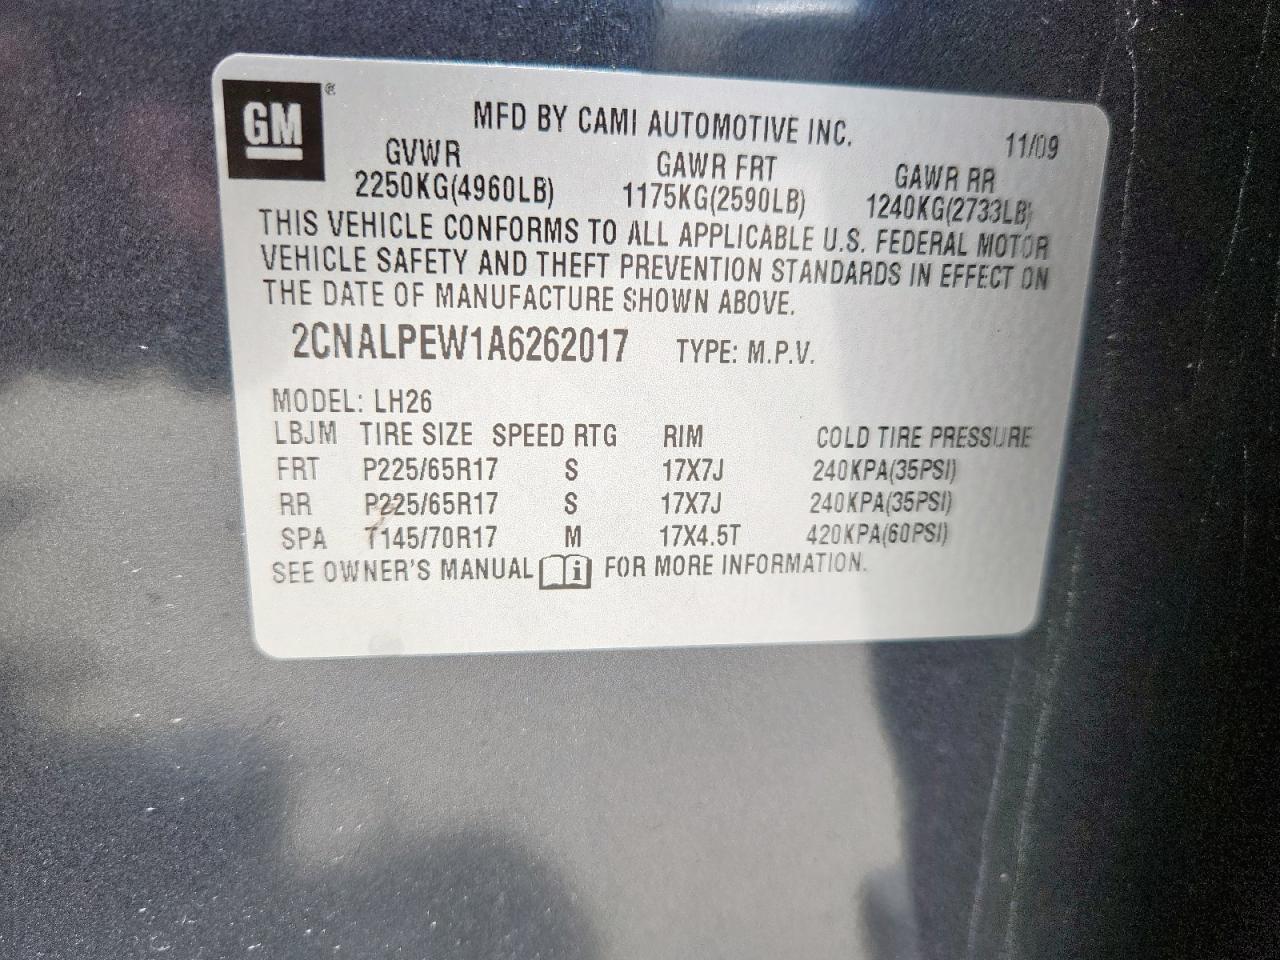 GM®
MFD BY CAMI AUTOMOTIVE INC.
11/09
GVWR GAWR FRT GAWR RR
2250KG(4960LB) 1175KG(2590LB) 1240KG(2733LB)
THIS VEHICLE CONFORMS TO ALL APPLICABLE U.S. FEDERAL MOTOR
VEHICLE SAFETY AND THEFT PREVENTION STANDARDS IN EFFECT ON
THE DATE OF MANUFACTURE SHOWN ABOVE.
2CNALPEW1A6262017 TYPE: M.P.V.
MODEL: LH26
LBJM TIRE SIZE SPEED RTG RIM COLD TIRE PRESSURE
FRT P225/65R17 S 17X7J 240KPA(35PSI)
RR P225/65R17 S 17X7J 240KPA(35PSI)
SPA T145/70R17 M 17X4.5T 420KPA(60PSI)
SEE OWNER'S MANUAL i FOR MORE INFORMATION.